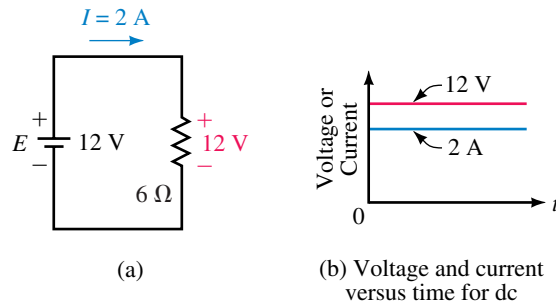 I = 2 A
+
E
12 V
−
+
12 V
−
6 Ω
(a)
Voltage or
Current
12 V
2 A
0
t
(b) Voltage and current
versus time for dc